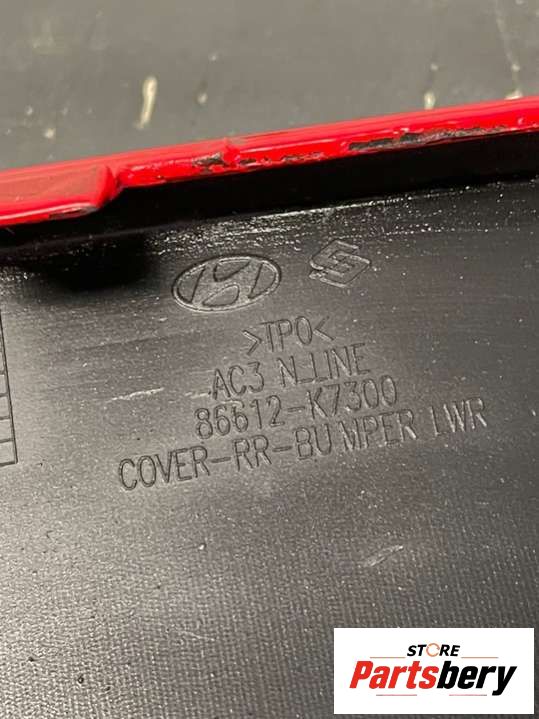 >TPO<
AC3 N LINE
86612-K7300
COVER-RR-BUMPER LWR
STORE
Partsbery